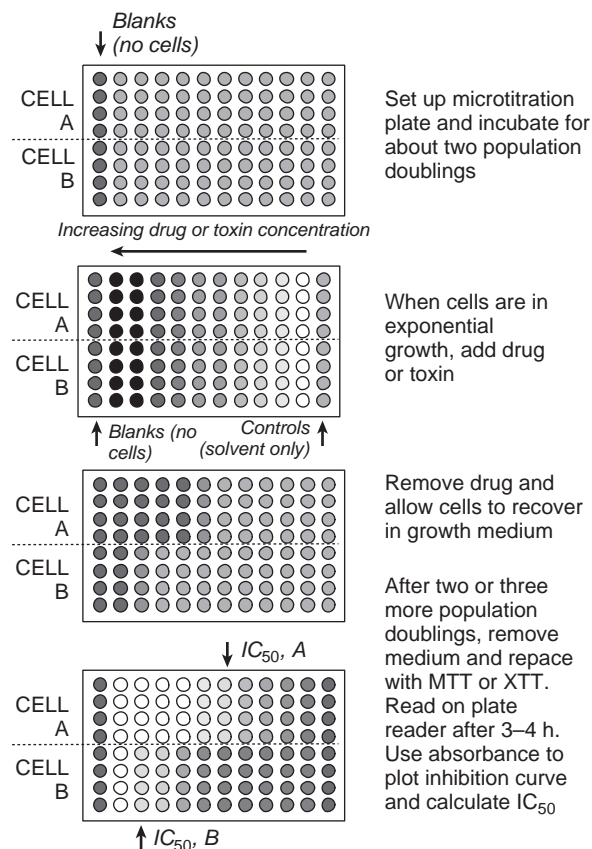 Blanks
(no cells)
CELL
A
CELL
B
Set up microtitration
plate and incubate for
about two population
doublings
Increasing drug or toxin concentration
CELL
A
CELL
B
When cells are in
exponential
growth, add drug
or toxin
Blanks (no
cells)
Controls
(solvent only)
CELL
A
CELL
B
Remove drug and
allow cells to recover
in growth medium
After two or three
more population
doublings, remove
medium and repace
with MTT or XTT.
Read on plate
reader after 3–4 h.
Use absorbance to
plot inhibition curve
and calculate IC50
IC50, A
CELL
A
CELL
B
IC50, B